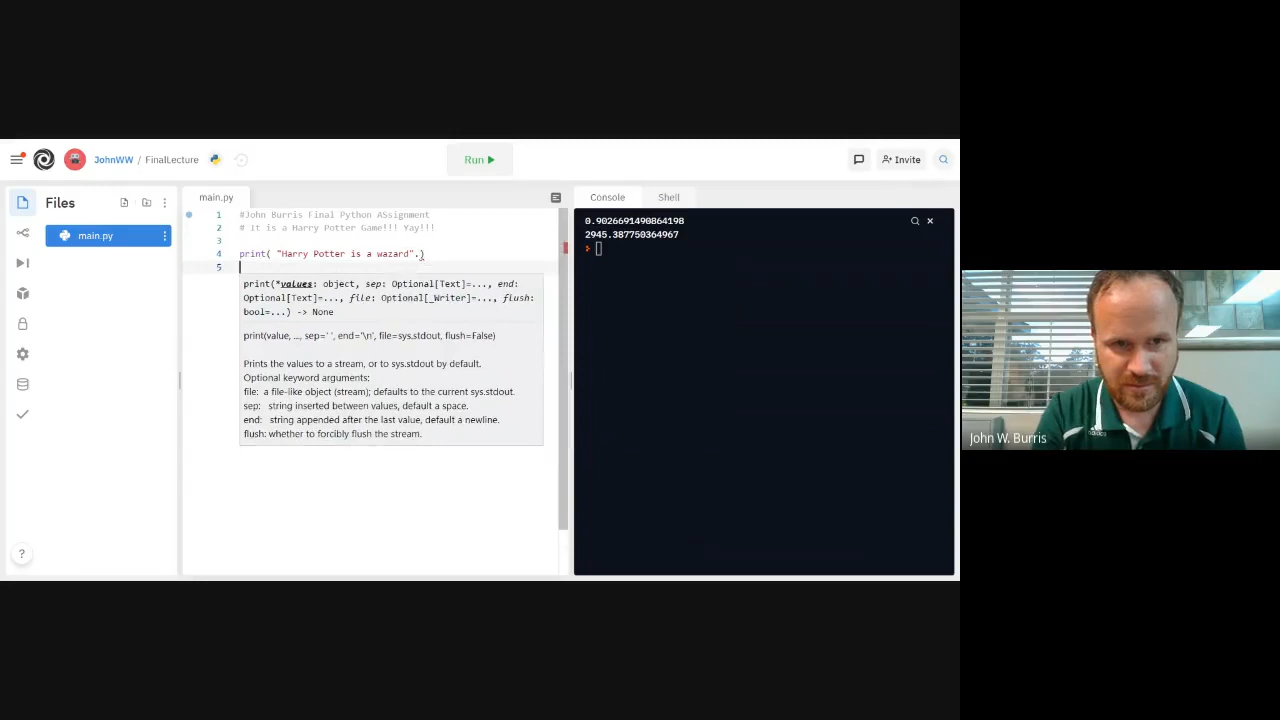 JohnWW / FinalLecture
Run
Invite
Files
main.py
main.py
1 #John Burris Final Python ASsignment
2 # It is a Harry Potter Game!!! Yay!!!
3
4 print( "Harry Potter is a wazard".)
5
print(*values: object, sep: Optional[Text]=..., end:
Optional[Text]=..., file: Optional[_Writer]=..., flush:
bool=...) -> None
print(value, ... sep=' ', end='\n', file=sys.stdout, flush=False)
Prints the values to a stream, or to sys.stdout by default.
Optional keyword arguments:
file: a file-like object (stream); defaults to the current sys.stdout.
sep: string inserted between values, default a space.
end: string appended after the last value, default a newline.
flush: whether to forcibly flush the stream.
?
Console Shell
0.9026691490864198
2945.387750364967
adidas
John W. Burris